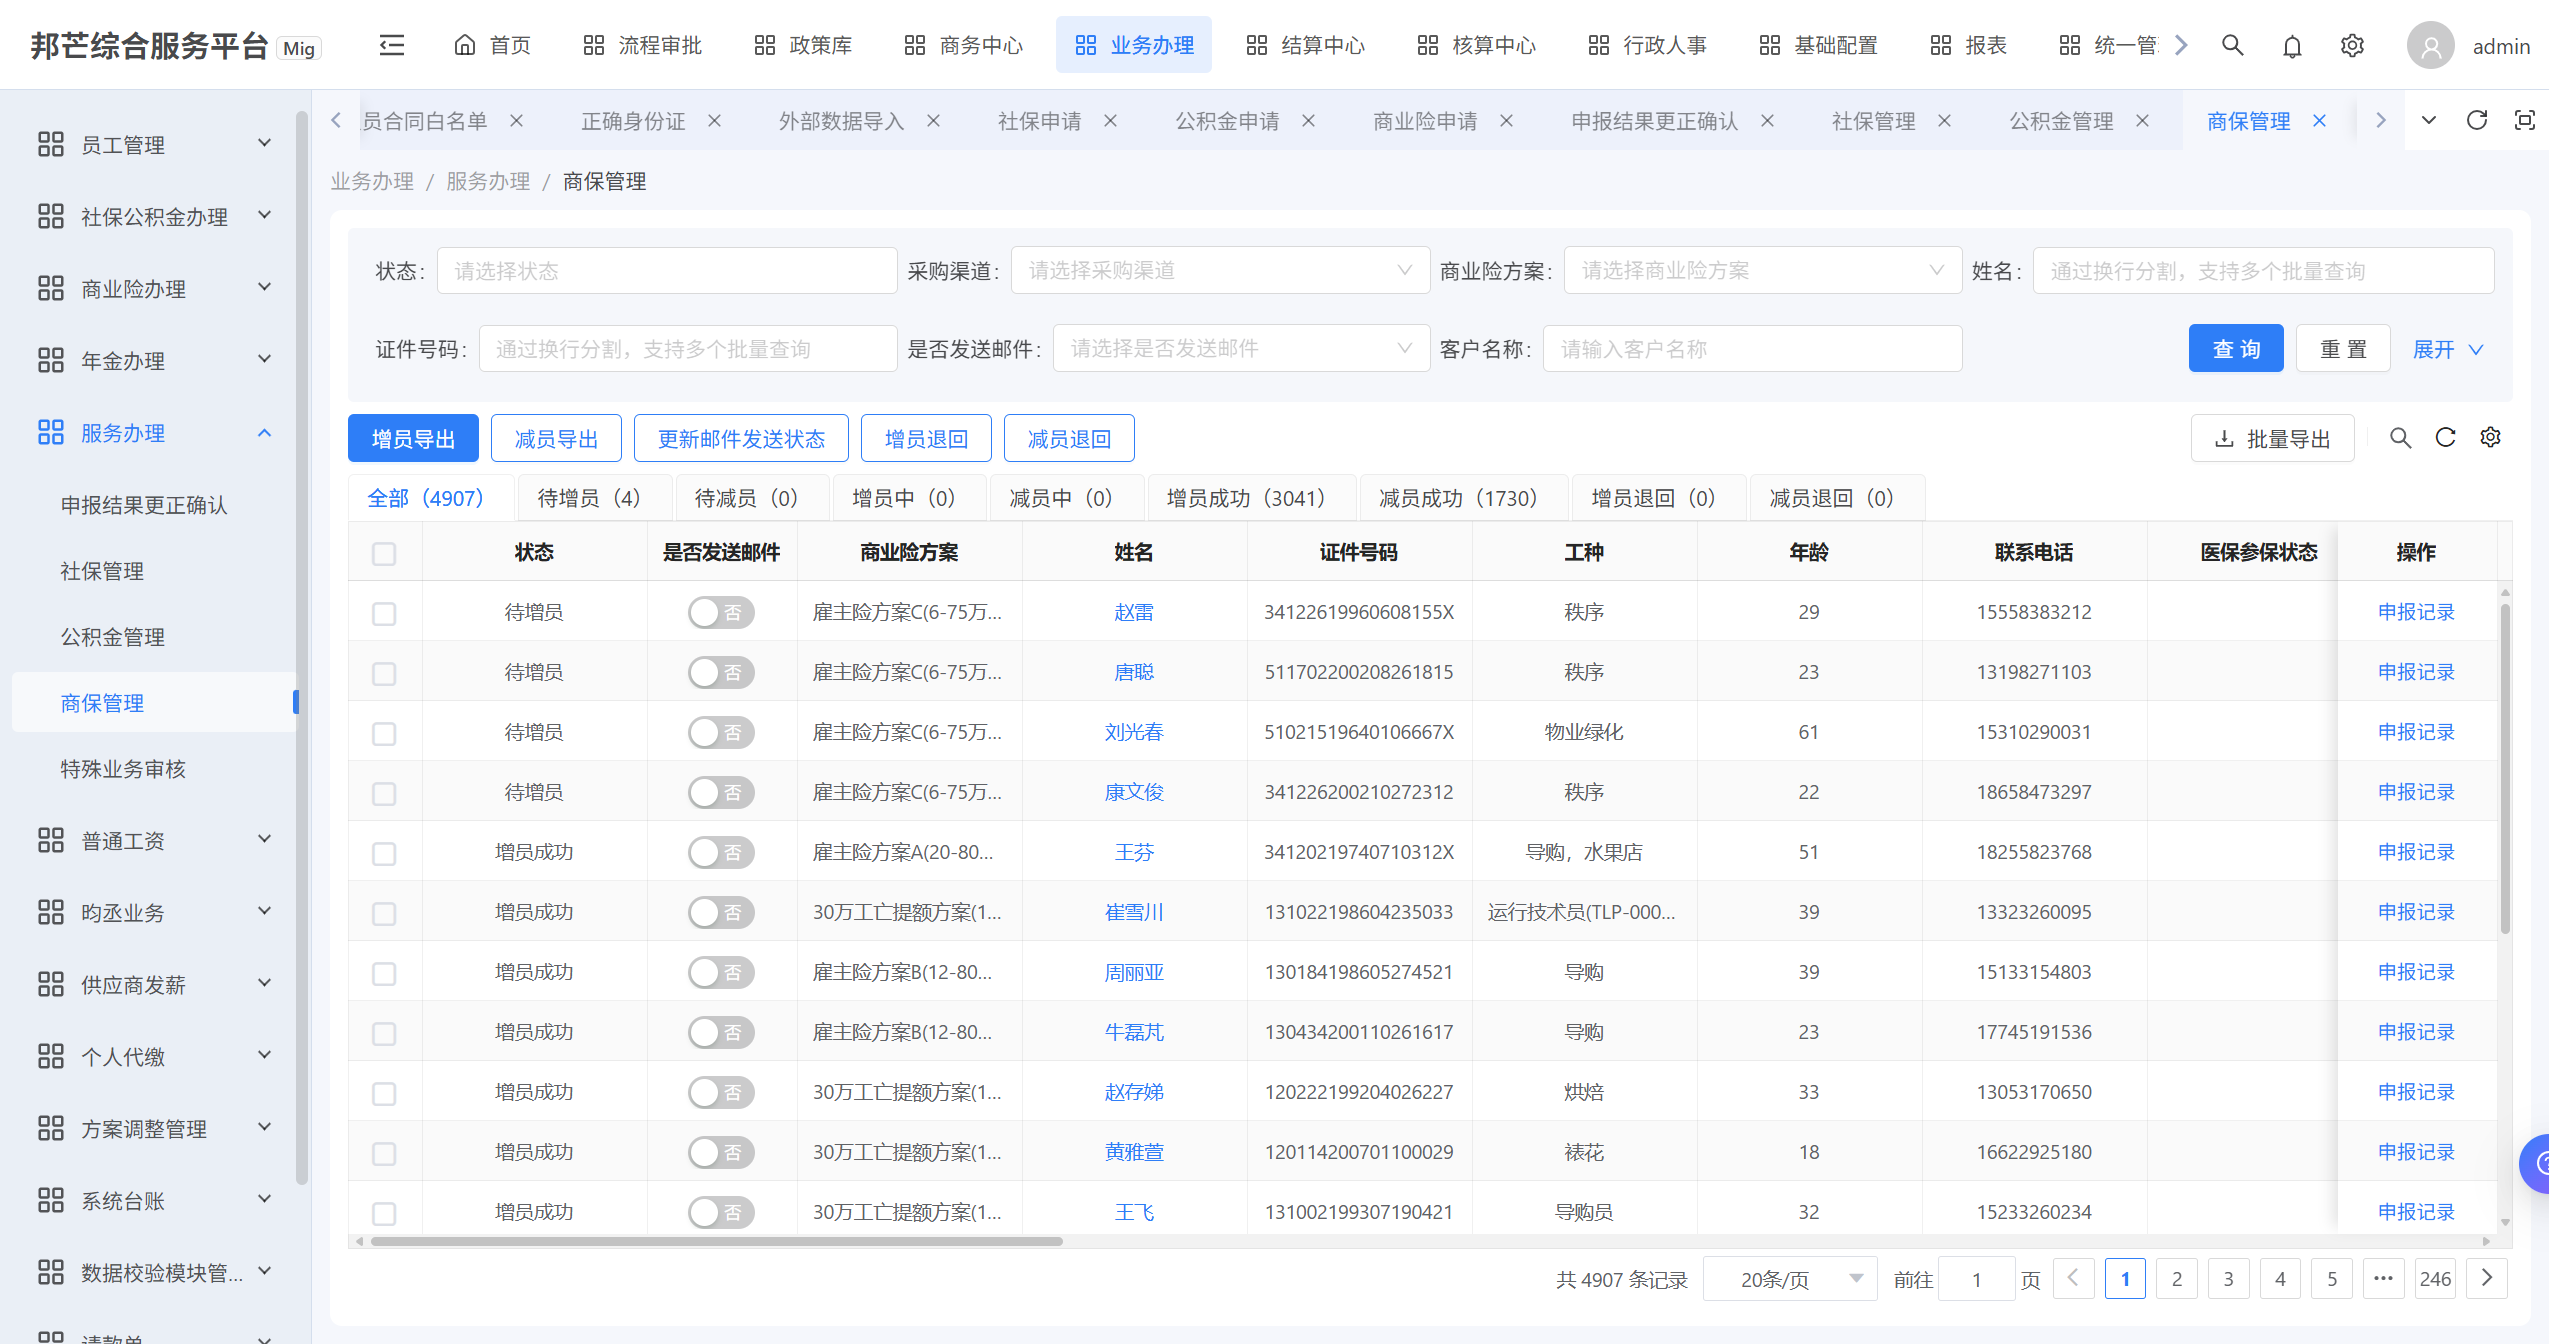 邦芒综合服务平台 Mig 首页 流程审批 政策库 商务中心 业务办理 结算中心 核算中心 行政人事 基础配置 报表 统一管 admin
员合同白名单 正确身份证 外部数据导入 社保申请 公积金申请 商业险申请 申报结果更正确认 社保管理 公积金管理 商保管理
员工管理
社保公积金办理
商业险办理
年金办理
服务办理
申报结果更正确认
社保管理
公积金管理
商保管理
特殊业务审核
普通工资
昀丞业务
供应商发薪
个人代缴
方案调整管理
系统台账
数据校验模块管...
请款单
业务办理 / 服务办理 / 商保管理
状态: 请选择状态 采购渠道: 请选择采购渠道 商业险方案: 请选择商业险方案 姓名: 通过换行分割，支持多个批量查询
证件号码: 通过换行分割，支持多个批量查询 是否发送邮件: 请选择是否发送邮件 客户名称: 请输入客户名称 查 询 重 置 展开
增员导出 减员导出 更新邮件发送状态 增员退回 减员退回 批量导出
全部（4907） 待增员（4） 待减员（0） 增员中（0） 减员中（0） 增员成功（3041） 减员成功（1730） 增员退回（0） 减员退回（0）
状态 是否发送邮件 商业险方案 姓名 证件号码 工种 年龄 联系电话 医保参保状态 操作
待增员 否 雇主险方案C(6-75万... 赵雷 34122619960608155X 秩序 29 15558383212 申报记录
待增员 否 雇主险方案C(6-75万... 唐聪 511702200208261815 秩序 23 13198271103 申报记录
待增员 否 雇主险方案C(6-75万... 刘光春 51021519640106667X 物业绿化 61 15310290031 申报记录
待增员 否 雇主险方案C(6-75万... 康文俊 341226200210272312 秩序 22 18658473297 申报记录
增员成功 否 雇主险方案A(20-80... 王芬 34120219740710312X 导购，水果店 51 18255823768 申报记录
增员成功 否 30万工亡提额方案(1... 崔雪川 131022198604235033 运行技术员(TLP-000... 39 13323260095 申报记录
增员成功 否 雇主险方案B(12-80... 周丽亚 130184198605274521 导购 39 15133154803 申报记录
增员成功 否 雇主险方案B(12-80... 牛磊芃 130434200110261617 导购 23 17745191536 申报记录
增员成功 否 30万工亡提额方案(1... 赵存娣 120222199204026227 烘焙 33 13053170650 申报记录
增员成功 否 30万工亡提额方案(1... 黄雅萱 120114200701100029 裱花 18 16622925180 申报记录
增员成功 否 30万工亡提额方案(1... 王飞 131002199307190421 导购员 32 15233260234 申报记录
共 4907 条记录 20条/页 前往 1 页 1 2 3 4 5 ••• 246